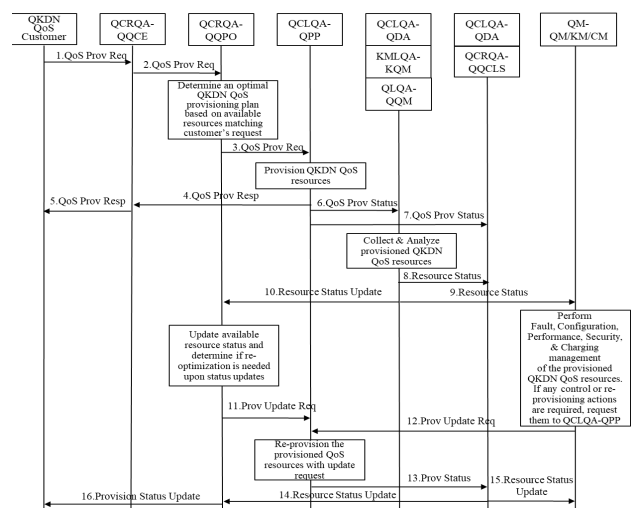 QKDN
QoS
Customer
QCRQA-
QQCE
QCRQA-
QQPO
QCLQA-
QPP
QCLQA-
QDA
KMLQA-
KQM
QLQA-
QQM
QCLQA-
QDA
QCRQA-
QQCLS
QM-
QM/KM/CM
1.QoS Prov Req
2.QoS Prov Req
Determine an optimal
QKDN QoS
provisioning plan
based on available
resources matching
customer's request
3.QoS Prov Req
Provision QKDN QoS
resources
4.QoS Prov Resp
5.QoS Prov Resp
6.QoS Prov Status
7.QoS Prov Status
Collect & Analyze
provisioned QKDN
QoS resources
8.Resource Status
10.Resource Status Update
9.Resource Status
Update available
resource status and
determine if re-
optimization is needed
upon status updates
Perform
Fault, Configuration,
Performance, Security,
& Charging
management
of the provisioned
QKDN QoS resources.
If any control or re-
provisioning actions
are required, request
them to QCLQA-QPP
11.Prov Update Req
12.Prov Update Req
Re-provision the
provisioned QoS
resources with update
request
13.Prov Status
15.Resource Status
Update
14.Resource Status Update
16.Provision Status Update